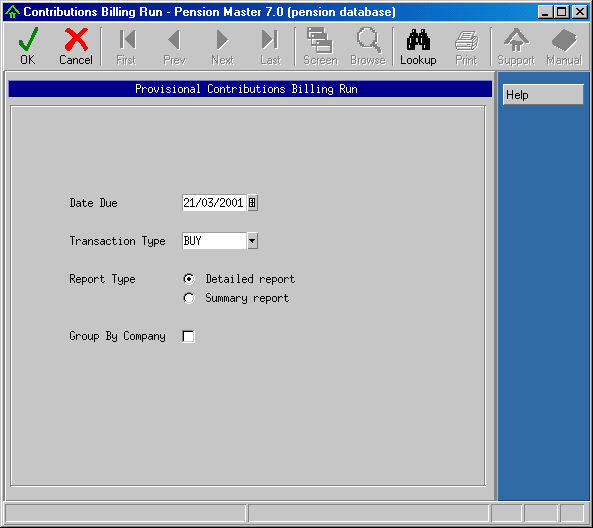 Contributions Billing Run - Pension Master 7.0 (pension database)
OK Cancel First Prev Next Last Screen Browse Lookup Print Support Manual
Provisional Contributions Billing Run
Help
Date Due 21/03/2001
Transaction Type BUY
Report Type Detailed report
Summary report
Group By Company